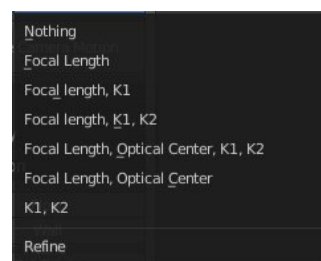 Nothing
Focal Length
Focal length, K1
Focal length, K1, K2
Focal Length, Optical Center, K1, K2
Focal Length, Optical Center
K1, K2
Refine